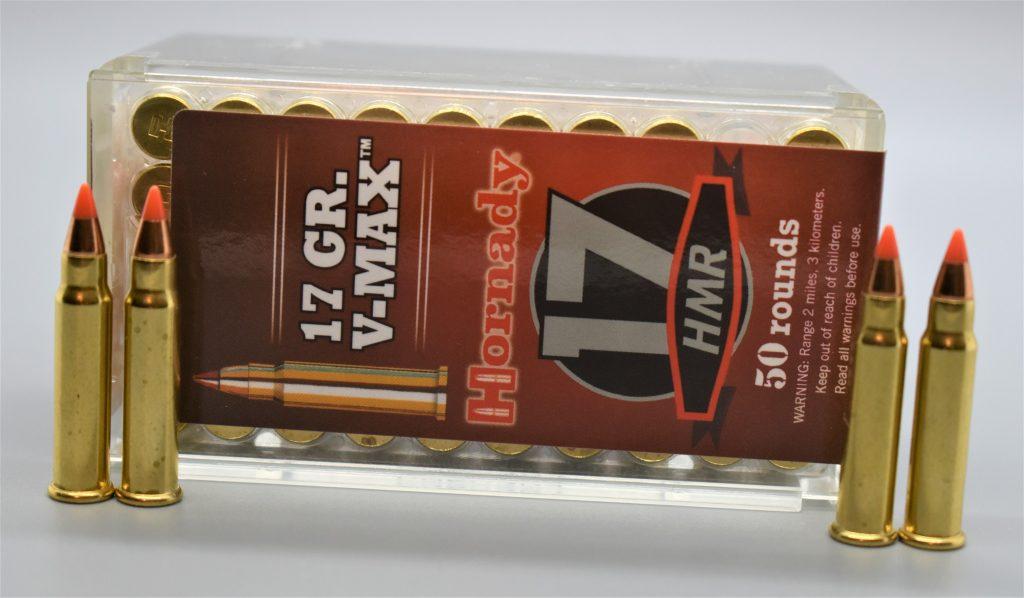 17 GR.
V-MAX™
Hornady
17
HMR
50 rounds
WARNING: Range 2 miles, 3 kilometers.
Keep out of reach of children.
Read all warnings before use.